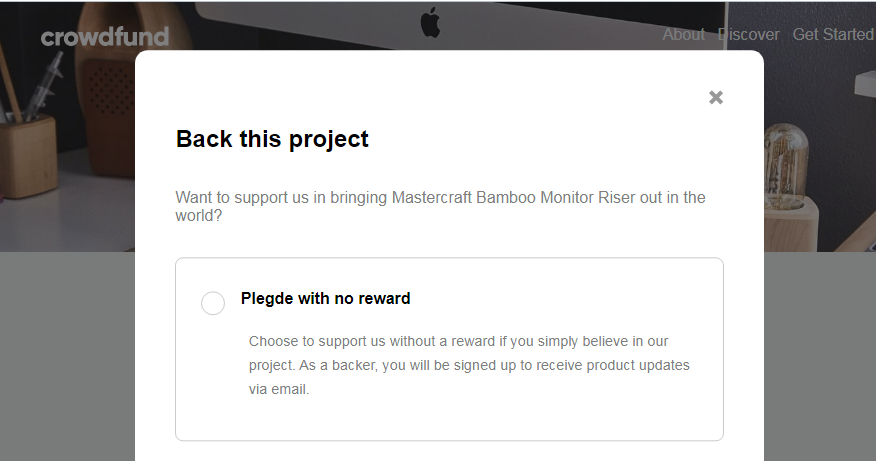 crowdfund
About Discover Get Started
Back this project
Want to support us in bringing Mastercraft Bamboo Monitor Riser out in the
world?
Plegde with no reward
Choose to support us without a reward if you simply believe in our
project. As a backer, you will be signed up to receive product updates
via email.